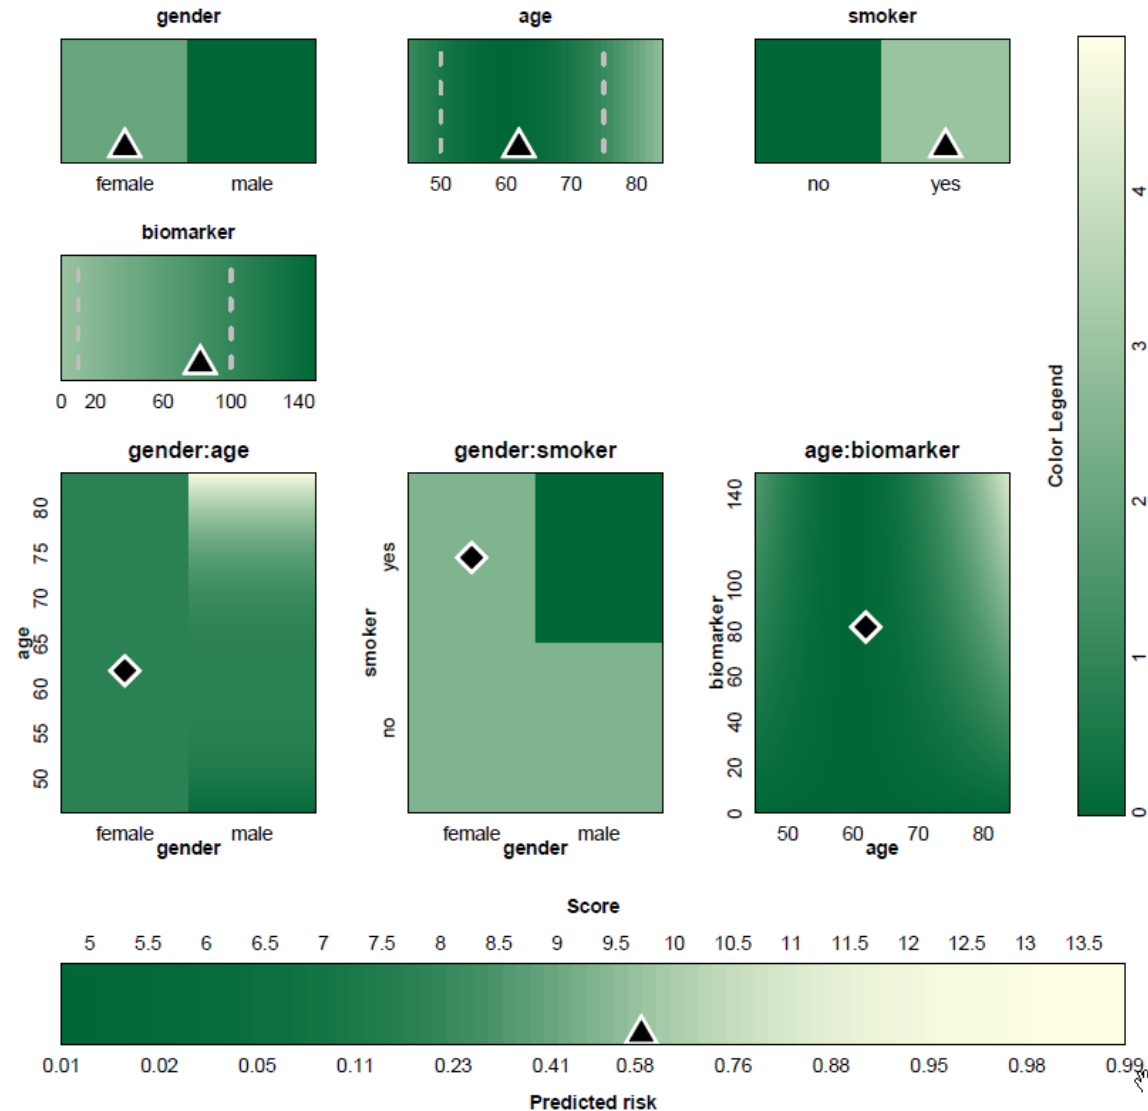 gender age smoker
female male 50 60 70 80 no yes
biomarker
0 20 60 100 140
gender:age gender:smoker age:biomarker
age 50 55 60 65 70 75 80
smoker no yes
biomarker 0 20 40 60 80 100 140
female male female male 50 60 70 80
gender gender age
Color Legend
0 1 2 3 4
Score
5 5.5 6 6.5 7 7.5 8 8.5 9 9.5 10 10.5 11 11.5 12 12.5 13 13.5
0.01 0.02 0.05 0.11 0.23 0.41 0.58 0.76 0.88 0.95 0.98 0.99
Predicted risk